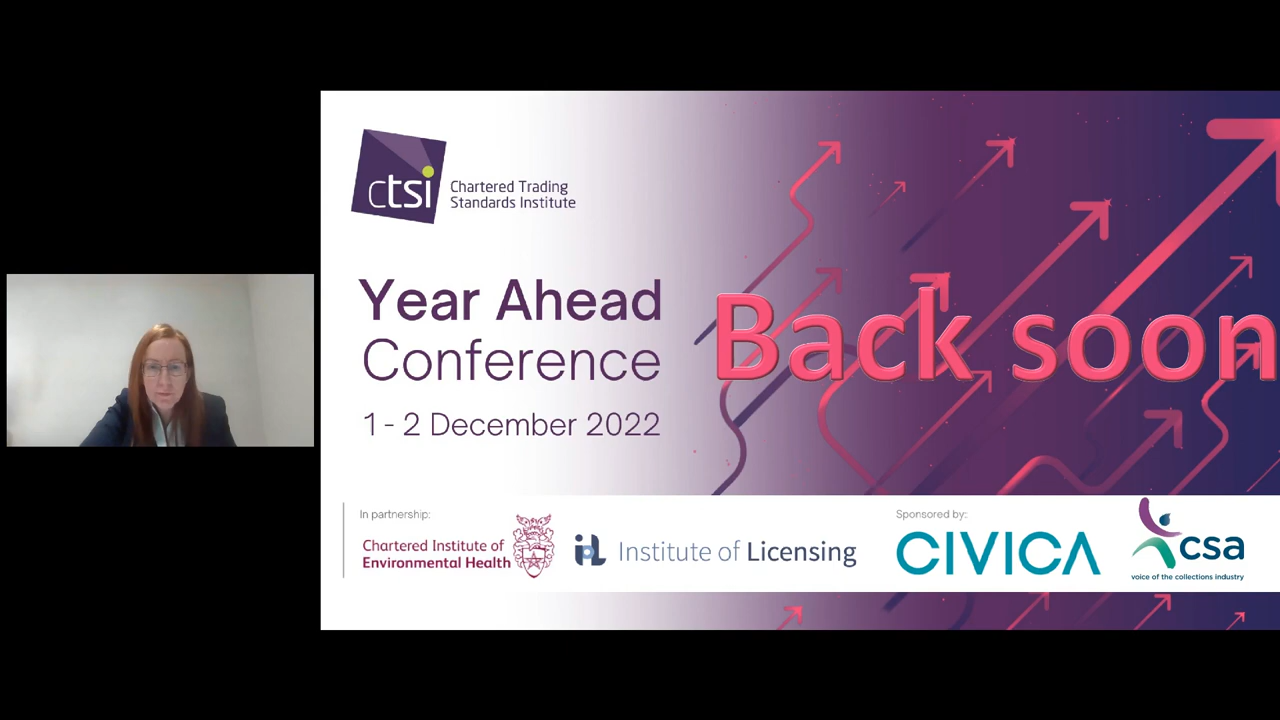 ctsi
Chartered Trading
Standards Institute
Year Ahead
Conference
1 - 2 December 2022
Back soon
In partnership:
Chartered Institute of
Environmental Health
ioL
Institute of Licensing
Sponsored by:
CIVICA
csa
voice of the collections industry